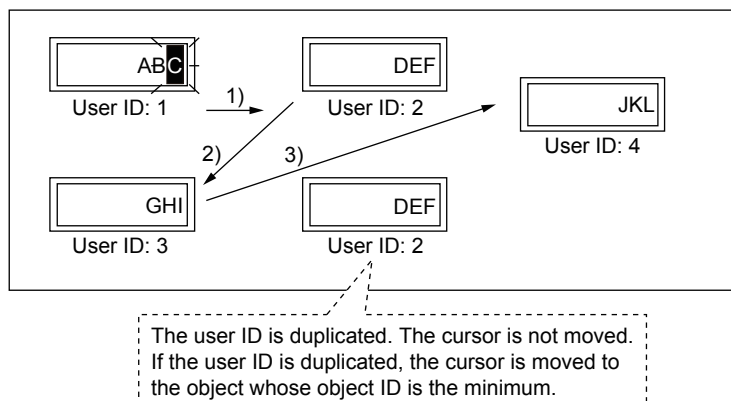 ABC
DEF
JKL
User ID: 1
1)
User ID: 2
User ID: 4
2)
3)
GHI
DEF
User ID: 3
User ID: 2
The user ID is duplicated. The cursor is not moved.
If the user ID is duplicated, the cursor is moved to
the object whose object ID is the minimum.